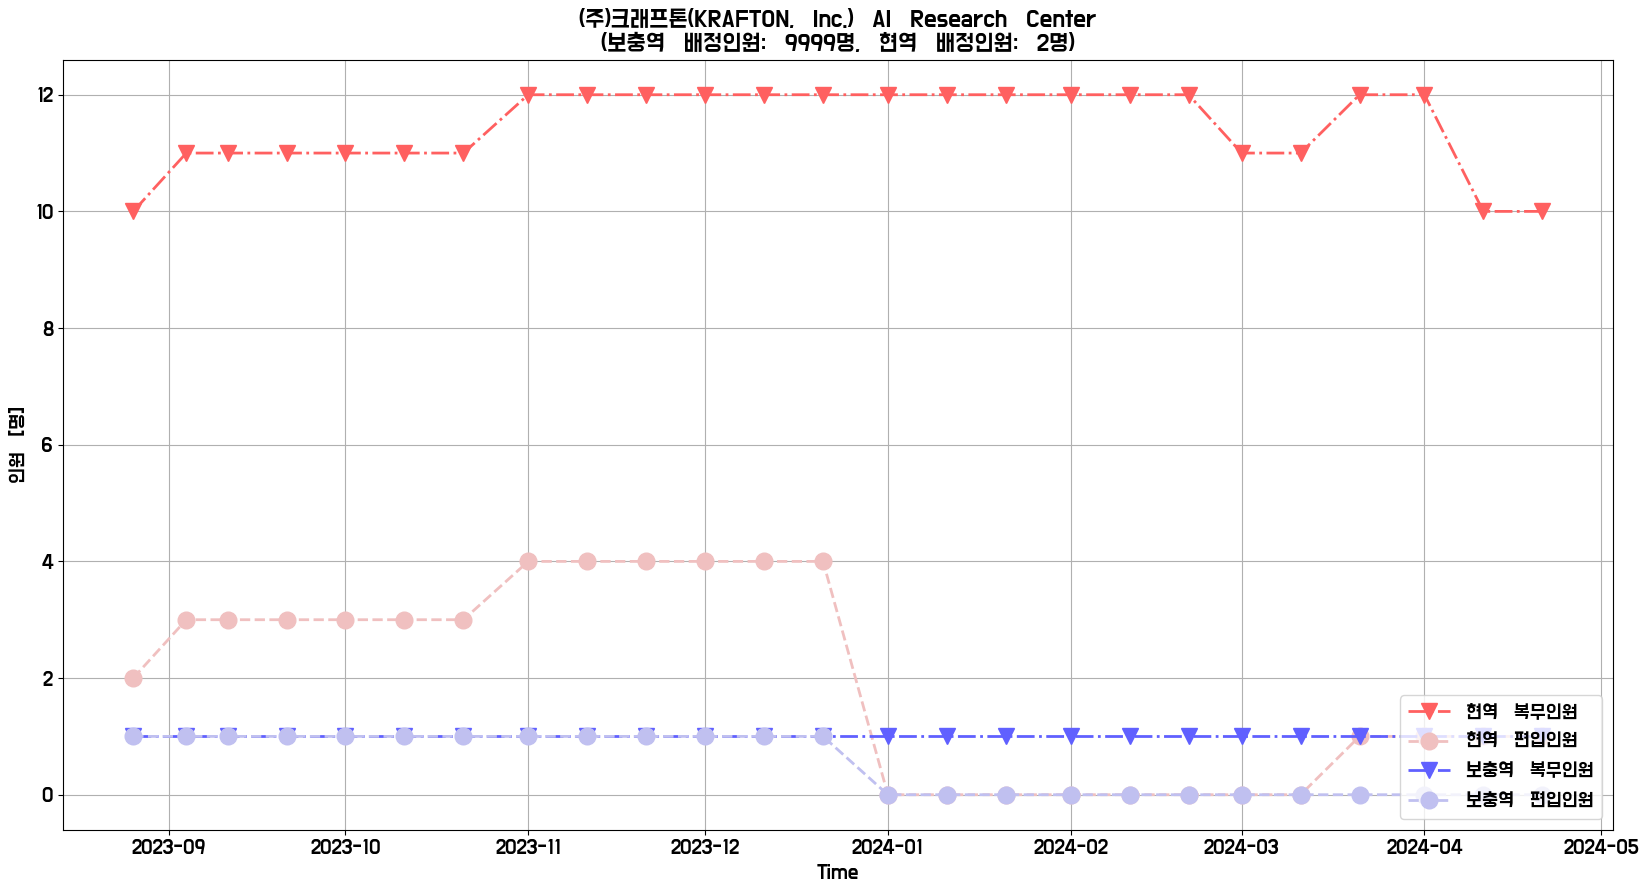 (주)크래프톤(KRAFTON, Inc.) AI Research Center
(보충역 배정인원: 9999명, 현역 배정인원: 2명)
12
10
8
6
4
2
0
인원 [명]
현역 복무인원
현역 편입인원
보충역 복무인원
보충역 편입인원
2023-09 2023-10 2023-11 2023-12 2024-01 2024-02 2024-03 2024-04 2024-05
Time